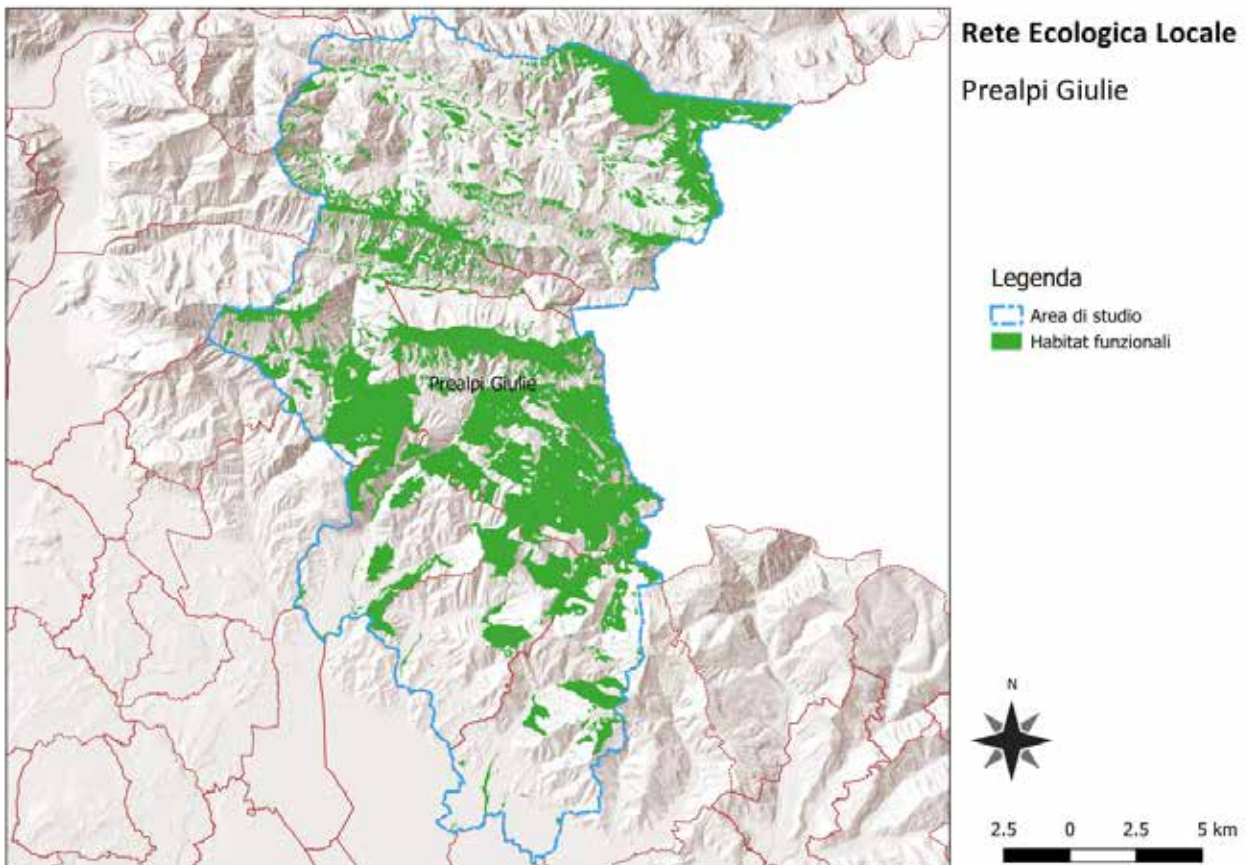 Rete Ecologica Locale
Prealpi Giulie
Legenda
Area di studio
Habitat funzionali
Prealpi Giulie
N
2.5 0 2.5 5 km